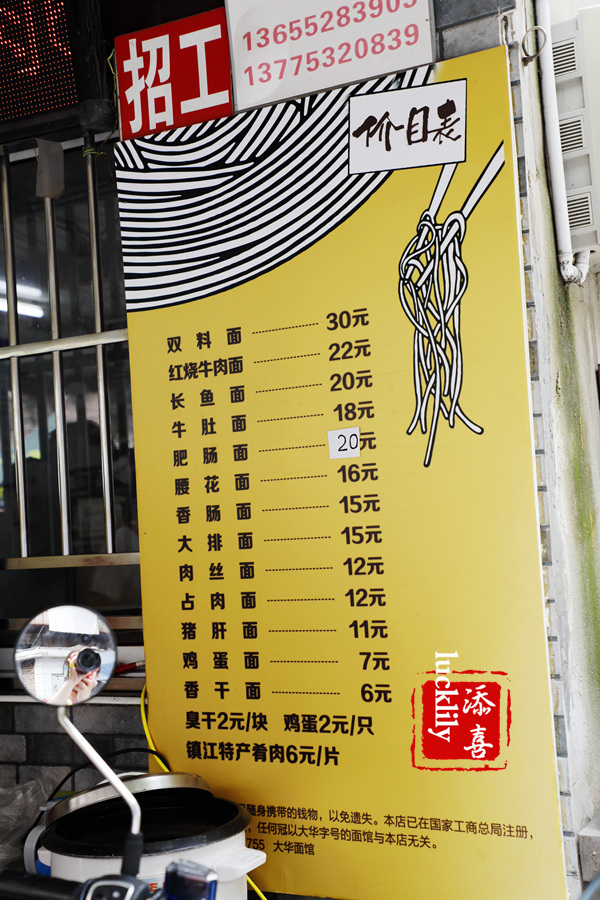 招工
13655283905
13775320839
价目表
双料面 30元
红烧牛肉面 22元
长鱼面 20元
牛肚面 18元
肥肠面 20元
腰花面 16元
香肠面 15元
大排面 15元
肉丝面 12元
占肉面 12元
猪肝面 11元
鸡蛋面 7元
香干面 6元
臭干2元/块 鸡蛋2元/只
镇江特产肴肉6元/片
lucklily
添喜
随身携带的钱物，以免遗失。本店已在国家工商总局注册，
任何冠以大华字号的面馆与本店无关。
755 大华面馆